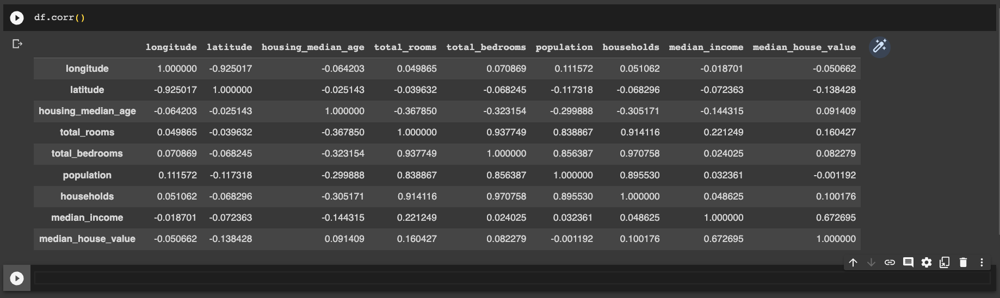 df.corr()
longitude latitude housing_median_age total_rooms total_bedrooms population households median_income median_house_value
longitude 1.000000 -0.925017 -0.064203 0.049865 0.070869 0.111572 0.051062 -0.018701 -0.050662
latitude -0.925017 1.000000 -0.025143 -0.039632 -0.068245 -0.117318 -0.068296 -0.072363 -0.138428
housing_median_age -0.064203 -0.025143 1.000000 -0.367850 -0.323154 -0.299888 -0.305171 -0.144315 0.091409
total_rooms 0.049865 -0.039632 -0.367850 1.000000 0.937749 0.838867 0.914116 0.221249 0.160427
total_bedrooms 0.070869 -0.068245 -0.323154 0.937749 1.000000 0.856387 0.970758 0.024025 0.082279
population 0.111572 -0.117318 -0.299888 0.838867 0.856387 1.000000 0.895530 0.032361 -0.001192
households 0.051062 -0.068296 -0.305171 0.914116 0.970758 0.895530 1.000000 0.048625 0.100176
median_income -0.018701 -0.072363 -0.144315 0.221249 0.024025 0.032361 0.048625 1.000000 0.672695
median_house_value -0.050662 -0.138428 0.091409 0.160427 0.082279 -0.001192 0.100176 0.672695 1.000000